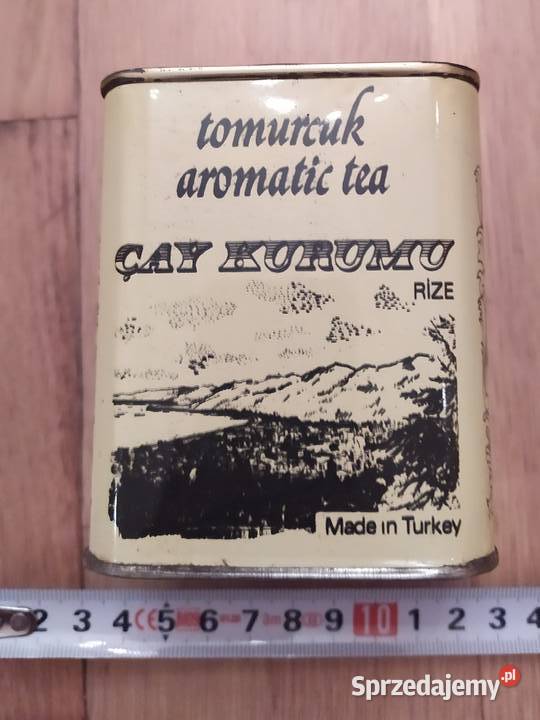 tomurcuk
aromatic tea
ÇAY KURUMU
RİZE
Made in Turkey
2 3 4 CE 5 6 7 8 9 10 1 2 3 4
Sprzedajemy.pl